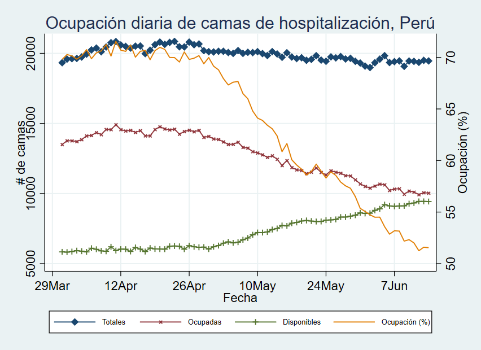 Ocupación diaria de camas de hospitalización, Perú
# de camas
20000
15000
10000
5000
Ocupación (%)
70
65
60
55
50
29Mar 12Apr 26Apr 10May 24May 7Jun
Fecha
Totales Ocupadas Disponibles Ocupación (%)